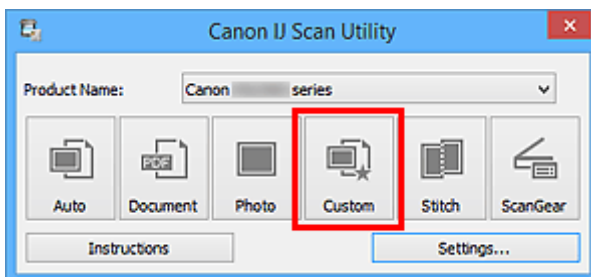 Canon IJ Scan Utility
Product Name: Canon series
PDF
Auto Document Photo Custom Stitch ScanGear
Instructions Settings...